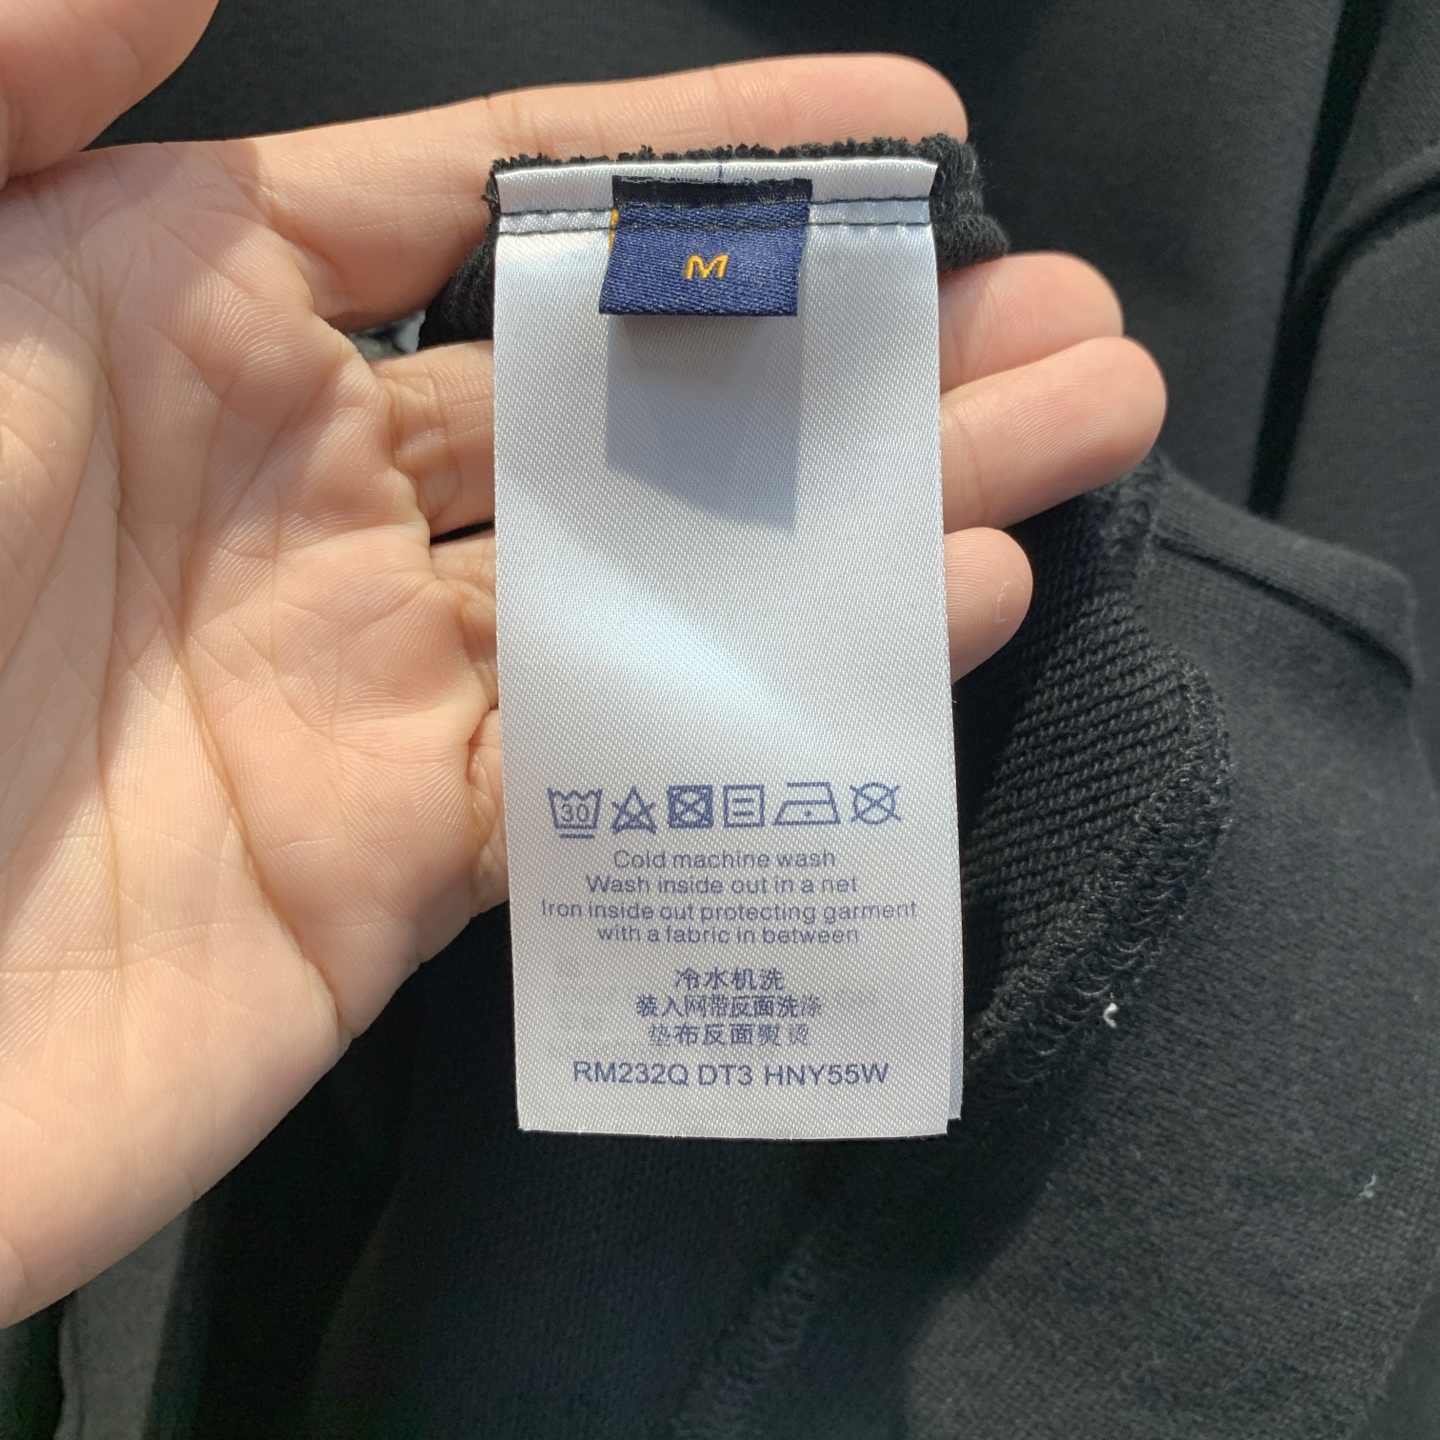 M
30
Cold machine wash
Wash inside out in a net
Iron inside out protecting garment
with a fabric in between
冷水机洗
装入网带反面洗涤
垫布反面熨烫
RM232Q DT3 HNY55W